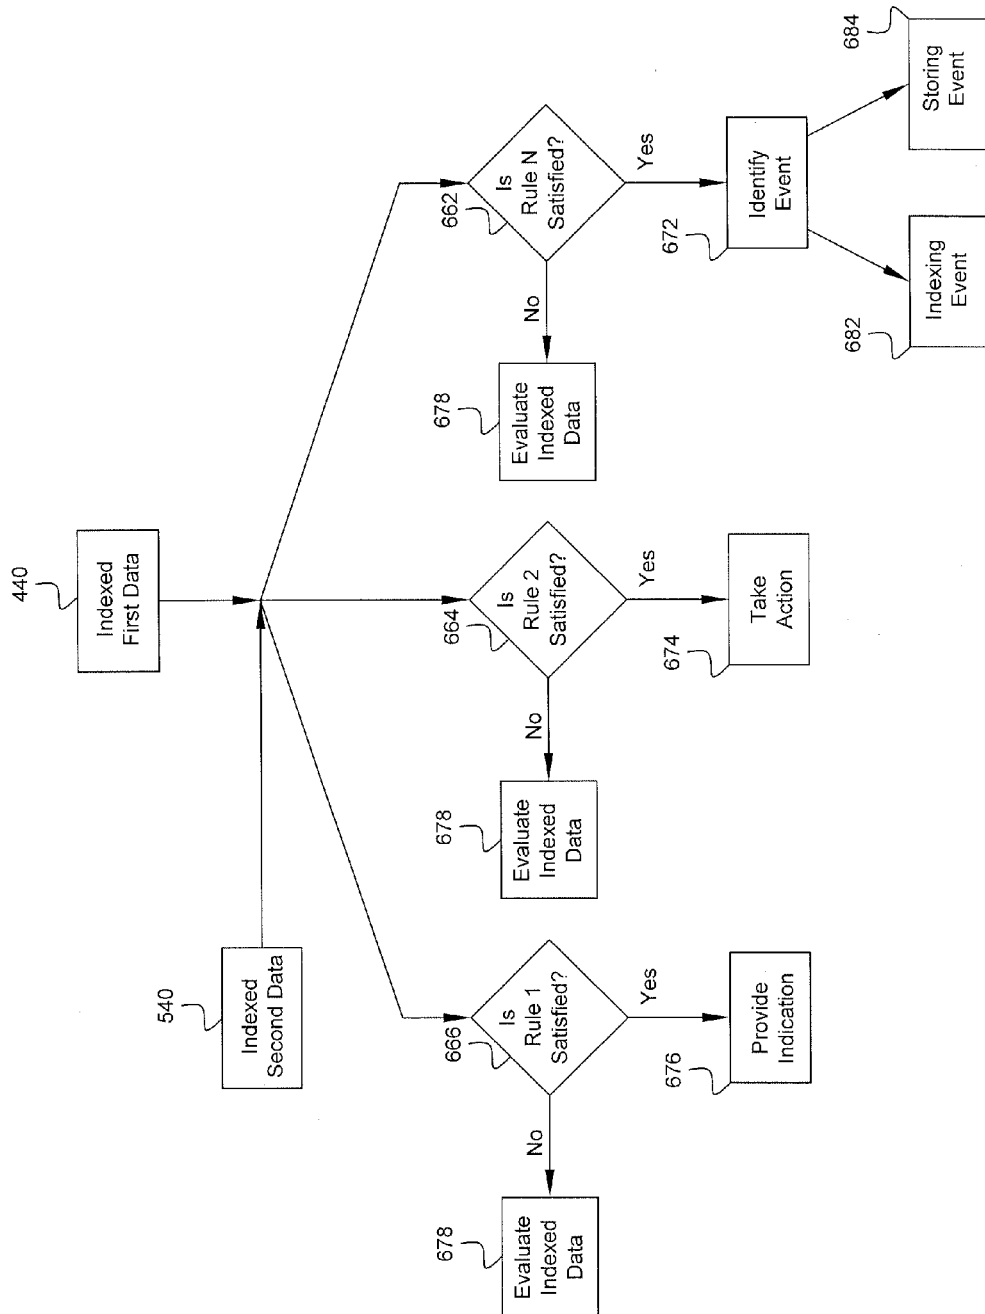 440
Indexed
First Data
540
Indexed
Second Data
666
Is
Rule 1
Satisfied?
No
Yes
678
Evaluate
Indexed
Data
676
Provide
Indication
664
Is
Rule 2
Satisfied?
No
Yes
678
Evaluate
Indexed
Data
674
Take
Action
662
Is
Rule N
Satisfied?
No
Yes
678
Evaluate
Indexed
Data
672
Identify
Event
682
Indexing
Event
684
Storing
Event